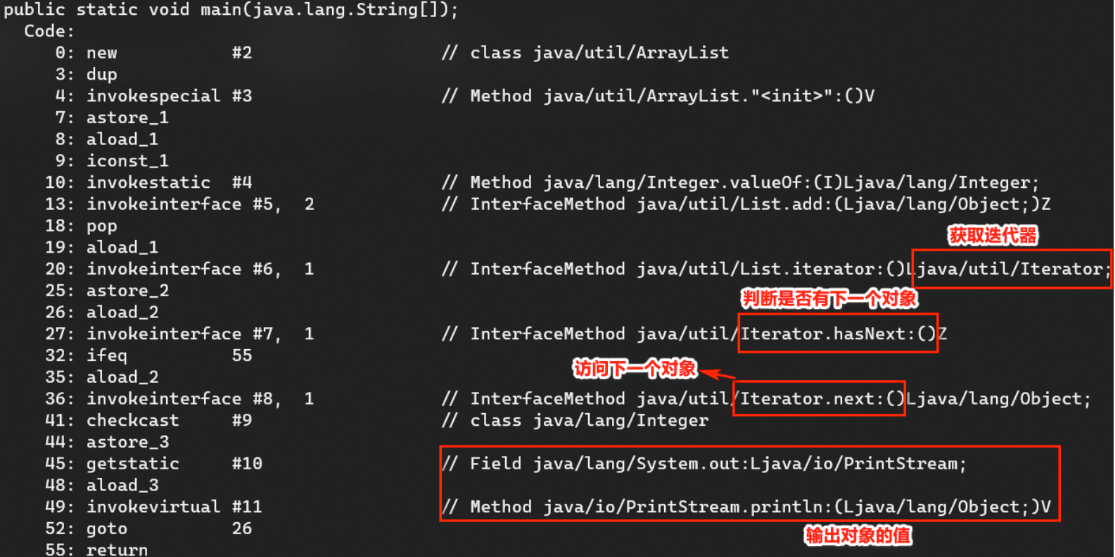 public static void main(java.lang.String[]);
Code:
0: new #2 // class java/util/ArrayList
3: dup
4: invokespecial #3 // Method java/util/ArrayList."<init>":()V
7: astore_1
8: aload_1
9: iconst_1
10: invokestatic #4 // Method java/lang/Integer.valueOf:(I)Ljava/lang/Integer;
13: invokeinterface #5, 2 // InterfaceMethod java/util/List.add:(Ljava/lang/Object;)Z
18: pop
获取迭代器
19: aload_1
20: invokeinterface #6, 1 // InterfaceMethod java/util/List.iterator:()Ljava/util/Iterator;
25: astore_2
判断是否有下一个对象
26: aload_2
27: invokeinterface #7, 1 // InterfaceMethod java/util/Iterator.hasNext:()Z
32: ifeq 55
访问下一个对象
35: aload_2
36: invokeinterface #8, 1 // InterfaceMethod java/util/Iterator.next:()Ljava/lang/Object;
41: checkcast #9 // class java/lang/Integer
44: astore_3
45: getstatic #10 // Field java/lang/System.out:Ljava/io/PrintStream;
48: aload_3
49: invokevirtual #11 // Method java/io/PrintStream.println:(Ljava/lang/Object;)V
52: goto 26
输出对象的值
55: return